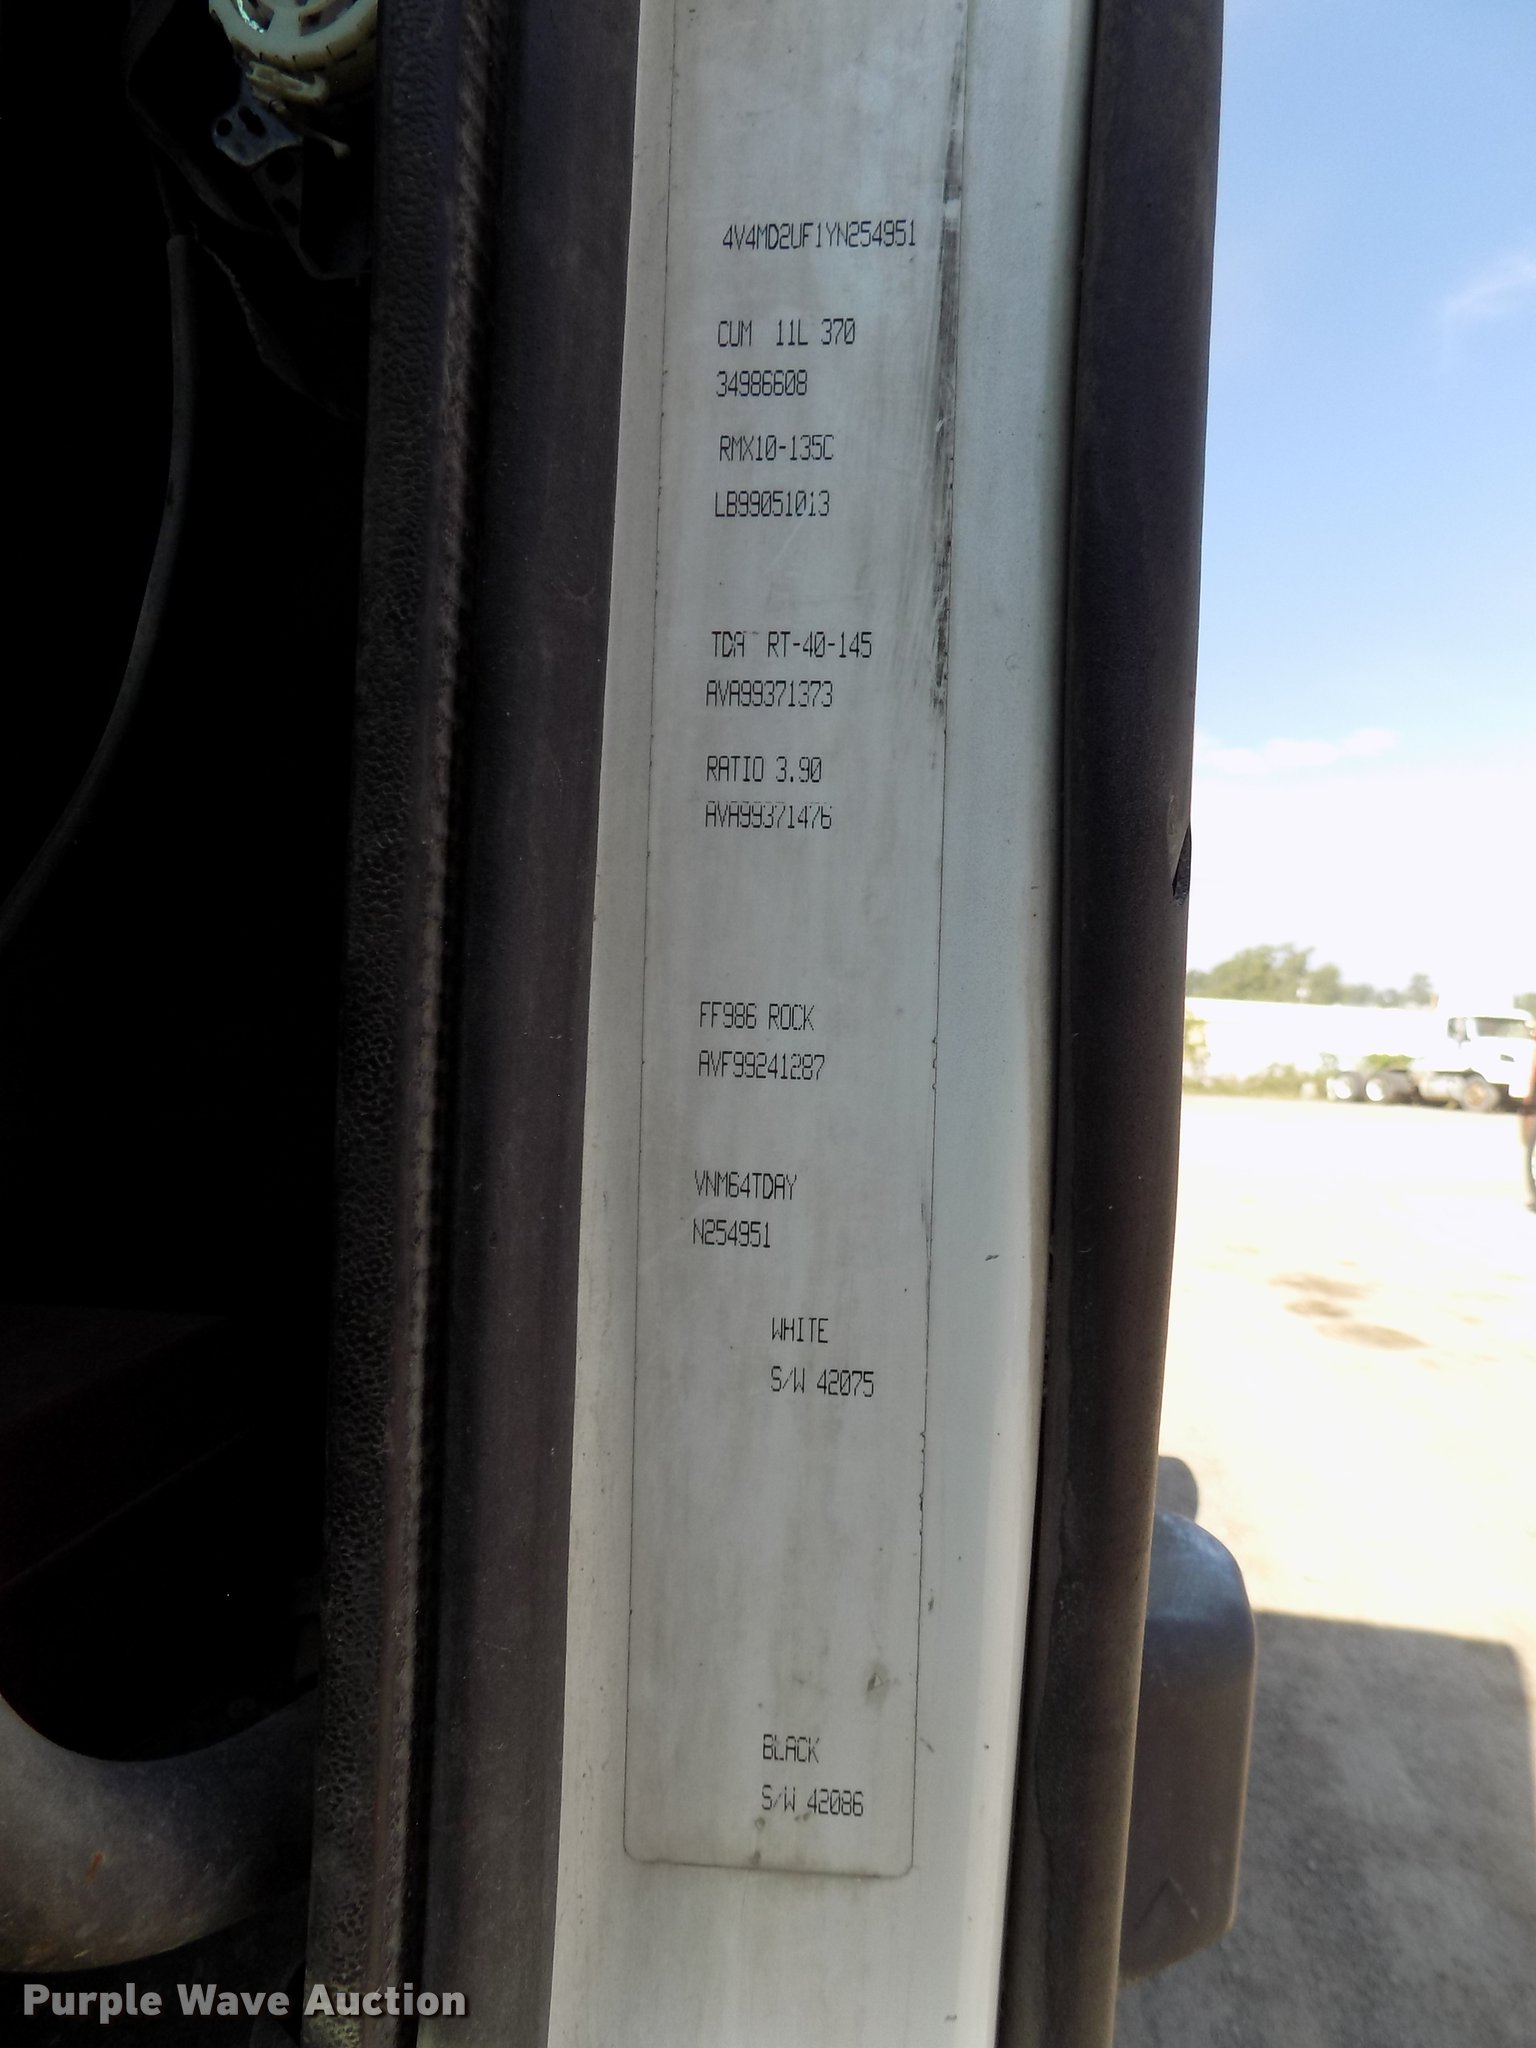 4V4MD2UF1YN254951
CUM 11L 370
34986608
RMX10-135C
LB99051013
TDA RT-40-145
AVA99371373
RATIO 3.90
AVA99371476
FF986 ROCK
AVF99241287
VNM64TDAY
N254951
WHITE
S/W 42075
BLACK
S/W 42086
Purple Wave Auction